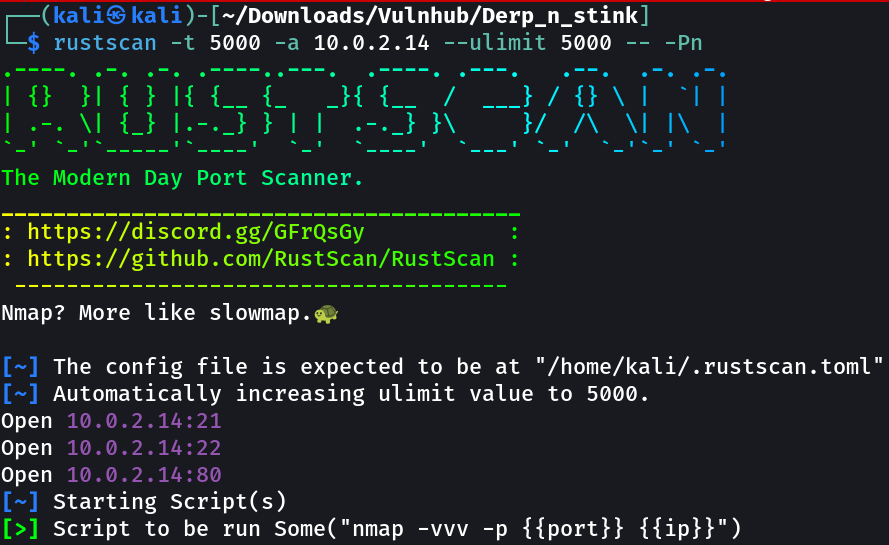 ┌──(kali㉿kali)-[~/Downloads/Vulnhub/Derp_n_stink]
└─$ rustscan -t 5000 -a 10.0.2.14 --ulimit 5000 -- -Pn
.----. .-. .-. .----..---.  .----. .---.   .--.  .-. .-.
| {}  }| { } |{ {__ {_   _}{ {__  /  ___} / {} \ |  `| |
| .-. \| {_} |.-._} } | |  .-._} }\     }/  /\  \| |\  |
`-' `-'`-----'`----'  `-'  `----'  `---' `-'  `-'`-' `-'
The Modern Day Port Scanner.
________________________________________
: https://discord.gg/GFrQsGy           :
: https://github.com/RustScan/RustScan :
 --------------------------------------
Nmap? More like slowmap.🐢
[~] The config file is expected to be at "/home/kali/.rustscan.toml"
[~] Automatically increasing ulimit value to 5000.
Open 10.0.2.14:21
Open 10.0.2.14:22
Open 10.0.2.14:80
[~] Starting Script(s)
[>] Script to be run Some("nmap -vvv -p {{port}} {{ip}}")